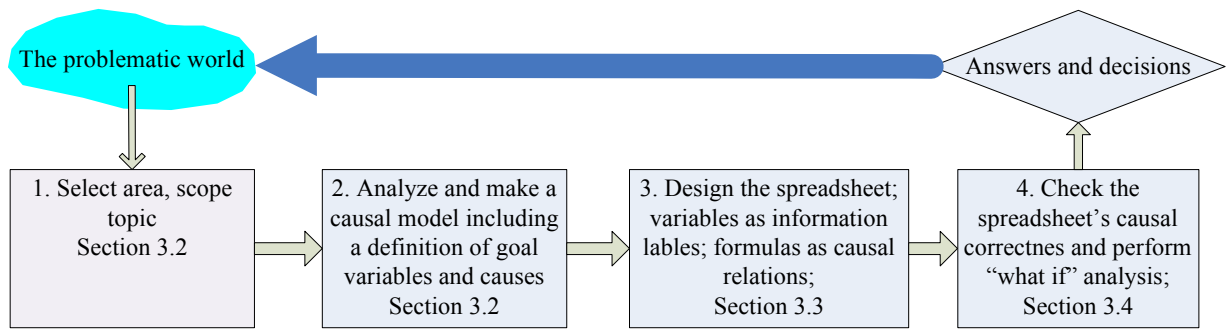 The problematic world
Answers and decisions
1. Select area, scope
topic
Section 3.2
2. Analyze and make a
causal model including
a definition of goal
variables and causes
Section 3.2
3. Design the spreadsheet;
variables as information
lables; formulas as causal
relations;
Section 3.3
4. Check the
spreadsheet’s causal
correctnes and perform
“what if” analysis;
Section 3.4